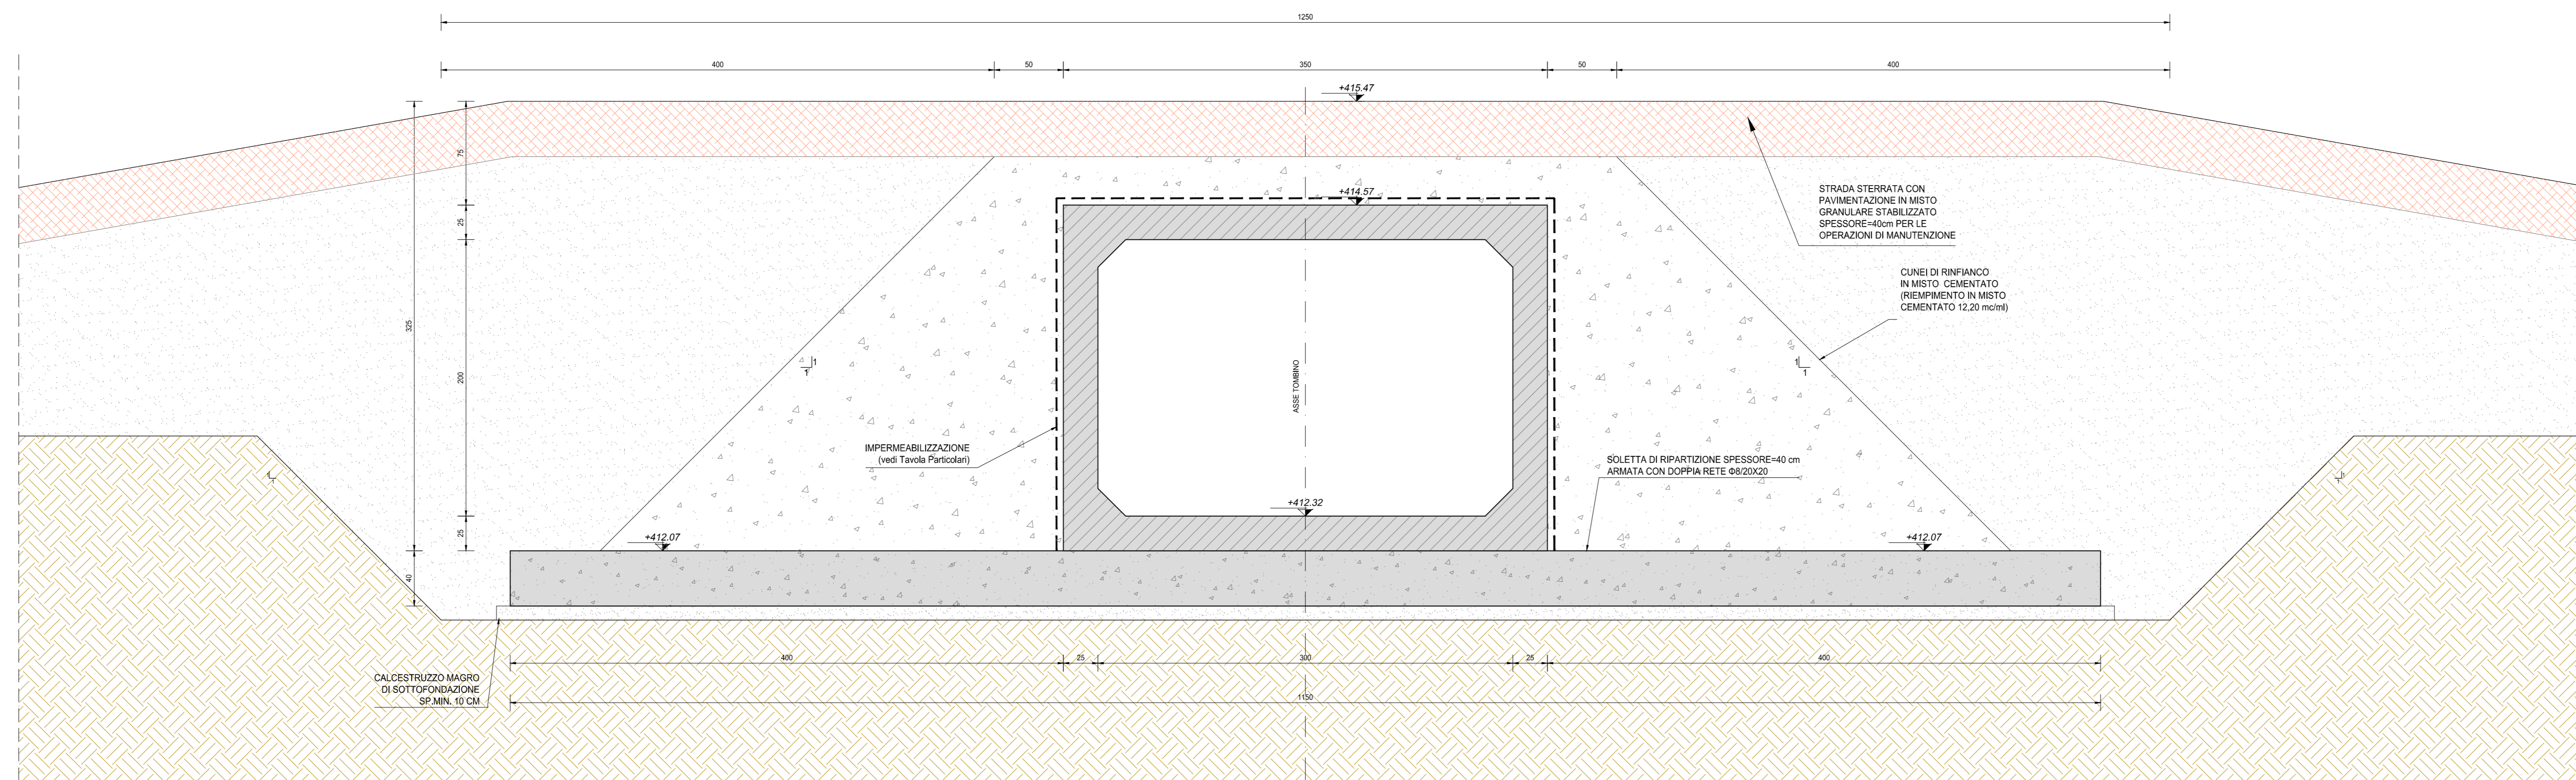 1250
400
50
350
50
400
+415.47
75
+414.57
STRADA STERRATA CON
PAVIMENTAZIONE IN MISTO
GRANULARE STABILIZZATO
SPESSORE=40cm PER LE
OPERAZIONI DI MANUTENZIONE
25
CUNEI DI RINFIANCO
IN MISTO CEMENTATO
(RIEMPIMENTO IN MISTO
CEMENTATO 12,20 mc/ml)
325
200
1
1
ASSE TOMBINO
1
1
IMPERMEABILIZZAZIONE
(vedi Tavola Particolari)
SOLETTA DI RIPARTIZIONE SPESSORE=40 cm
ARMATA CON DOPPIA RETE Φ8/20X20
1
1
1
1
+412.32
25
+412.07
+412.07
40
400
25
300
25
400
CALCESTRUZZO MAGRO
DI SOTTOFONDAZIONE
SP.MIN. 10 CM
1150